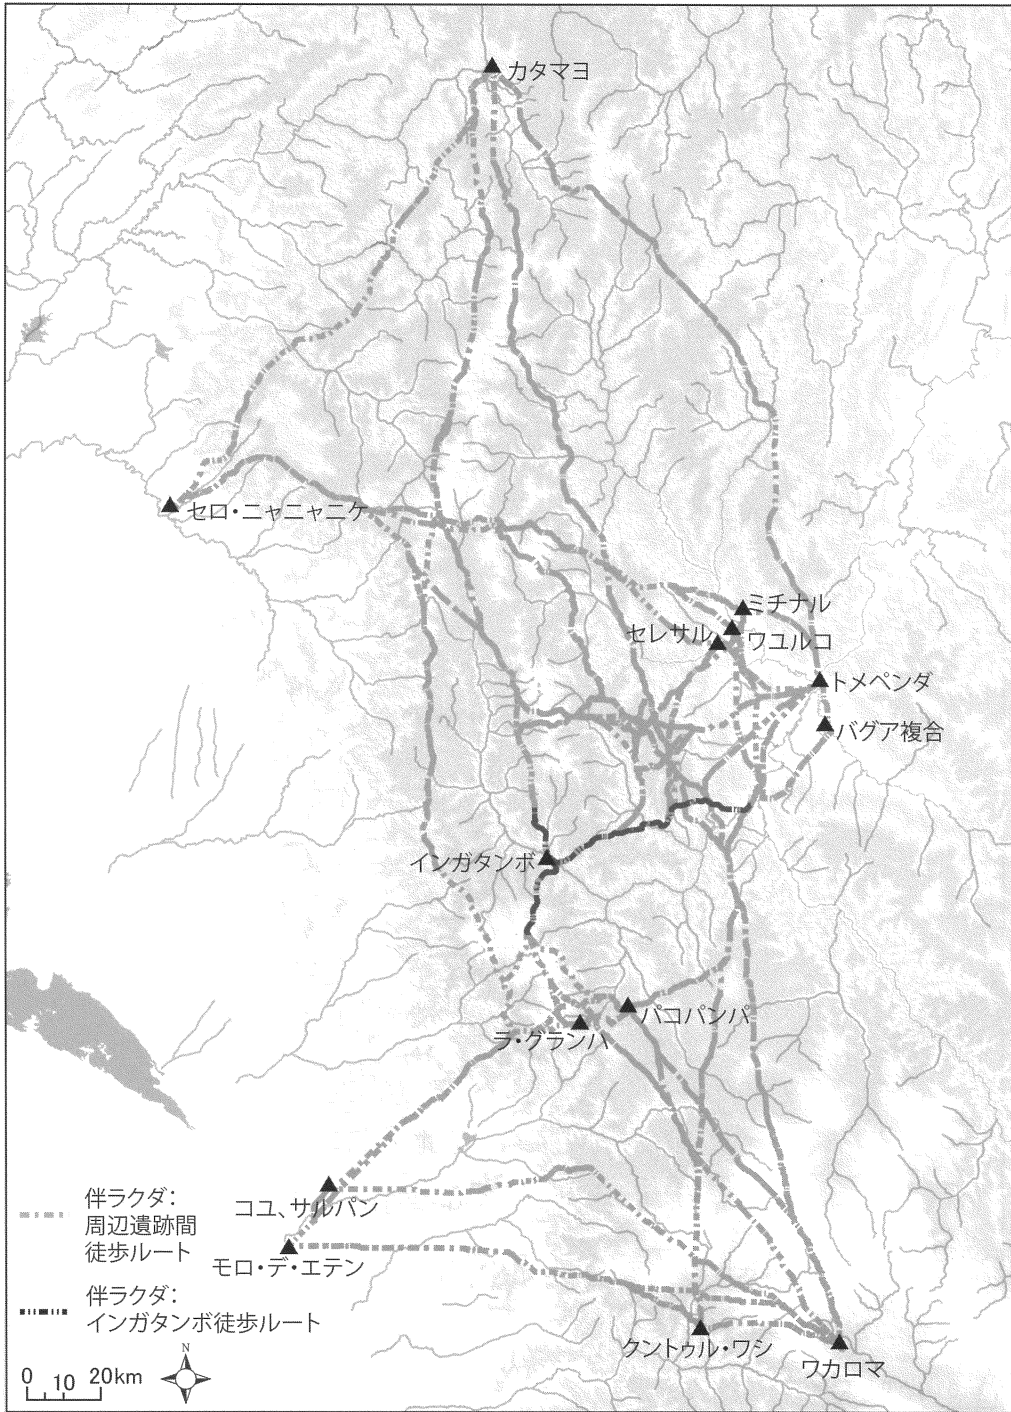 カタマヨ
セロ・ニャニャニケ
ミチナル
セレサル
ワユルコ
トメペンダ
バグア複合
インガタンボ
パコパンパ
ラ・グランハ
コユ、サルパン
モロ・デ・エテン
クントゥル・ワシ
ワカロマ
伴ラクダ：
周辺遺跡間
徒歩ルート
伴ラクダ：
インガタンボ徒歩ルート
N
0 10 20km